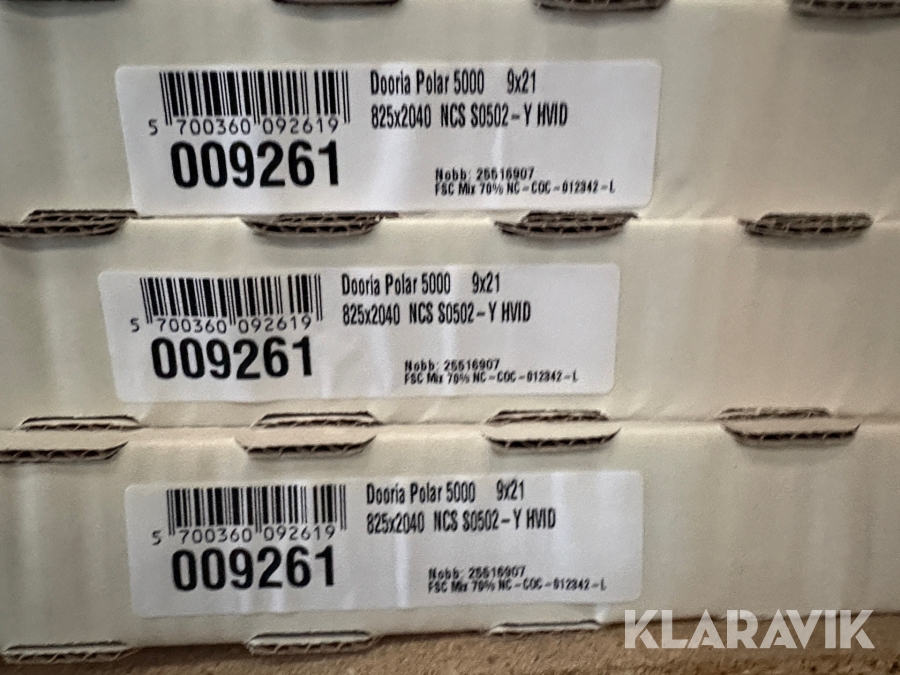 Dooria Polar 5000 9x21
825x2040 NCS S0502-Y HVID
5 700360 092619
009261
Nobb: 25516907
FSC Mix 70% NC-COC-012342-L
Dooria Polar 5000 9x21
825x2040 NCS S0502-Y HVID
5 700360 092619
009261
Nobb: 25516907
FSC Mix 70% NC-COC-012342-L
Dooria Polar 5000 9x21
825x2040 NCS S0502-Y HVID
5 700360 092619
009261
Nobb: 25516907
FSC Mix 70% NC-COC-012342-L
KLARAVIK